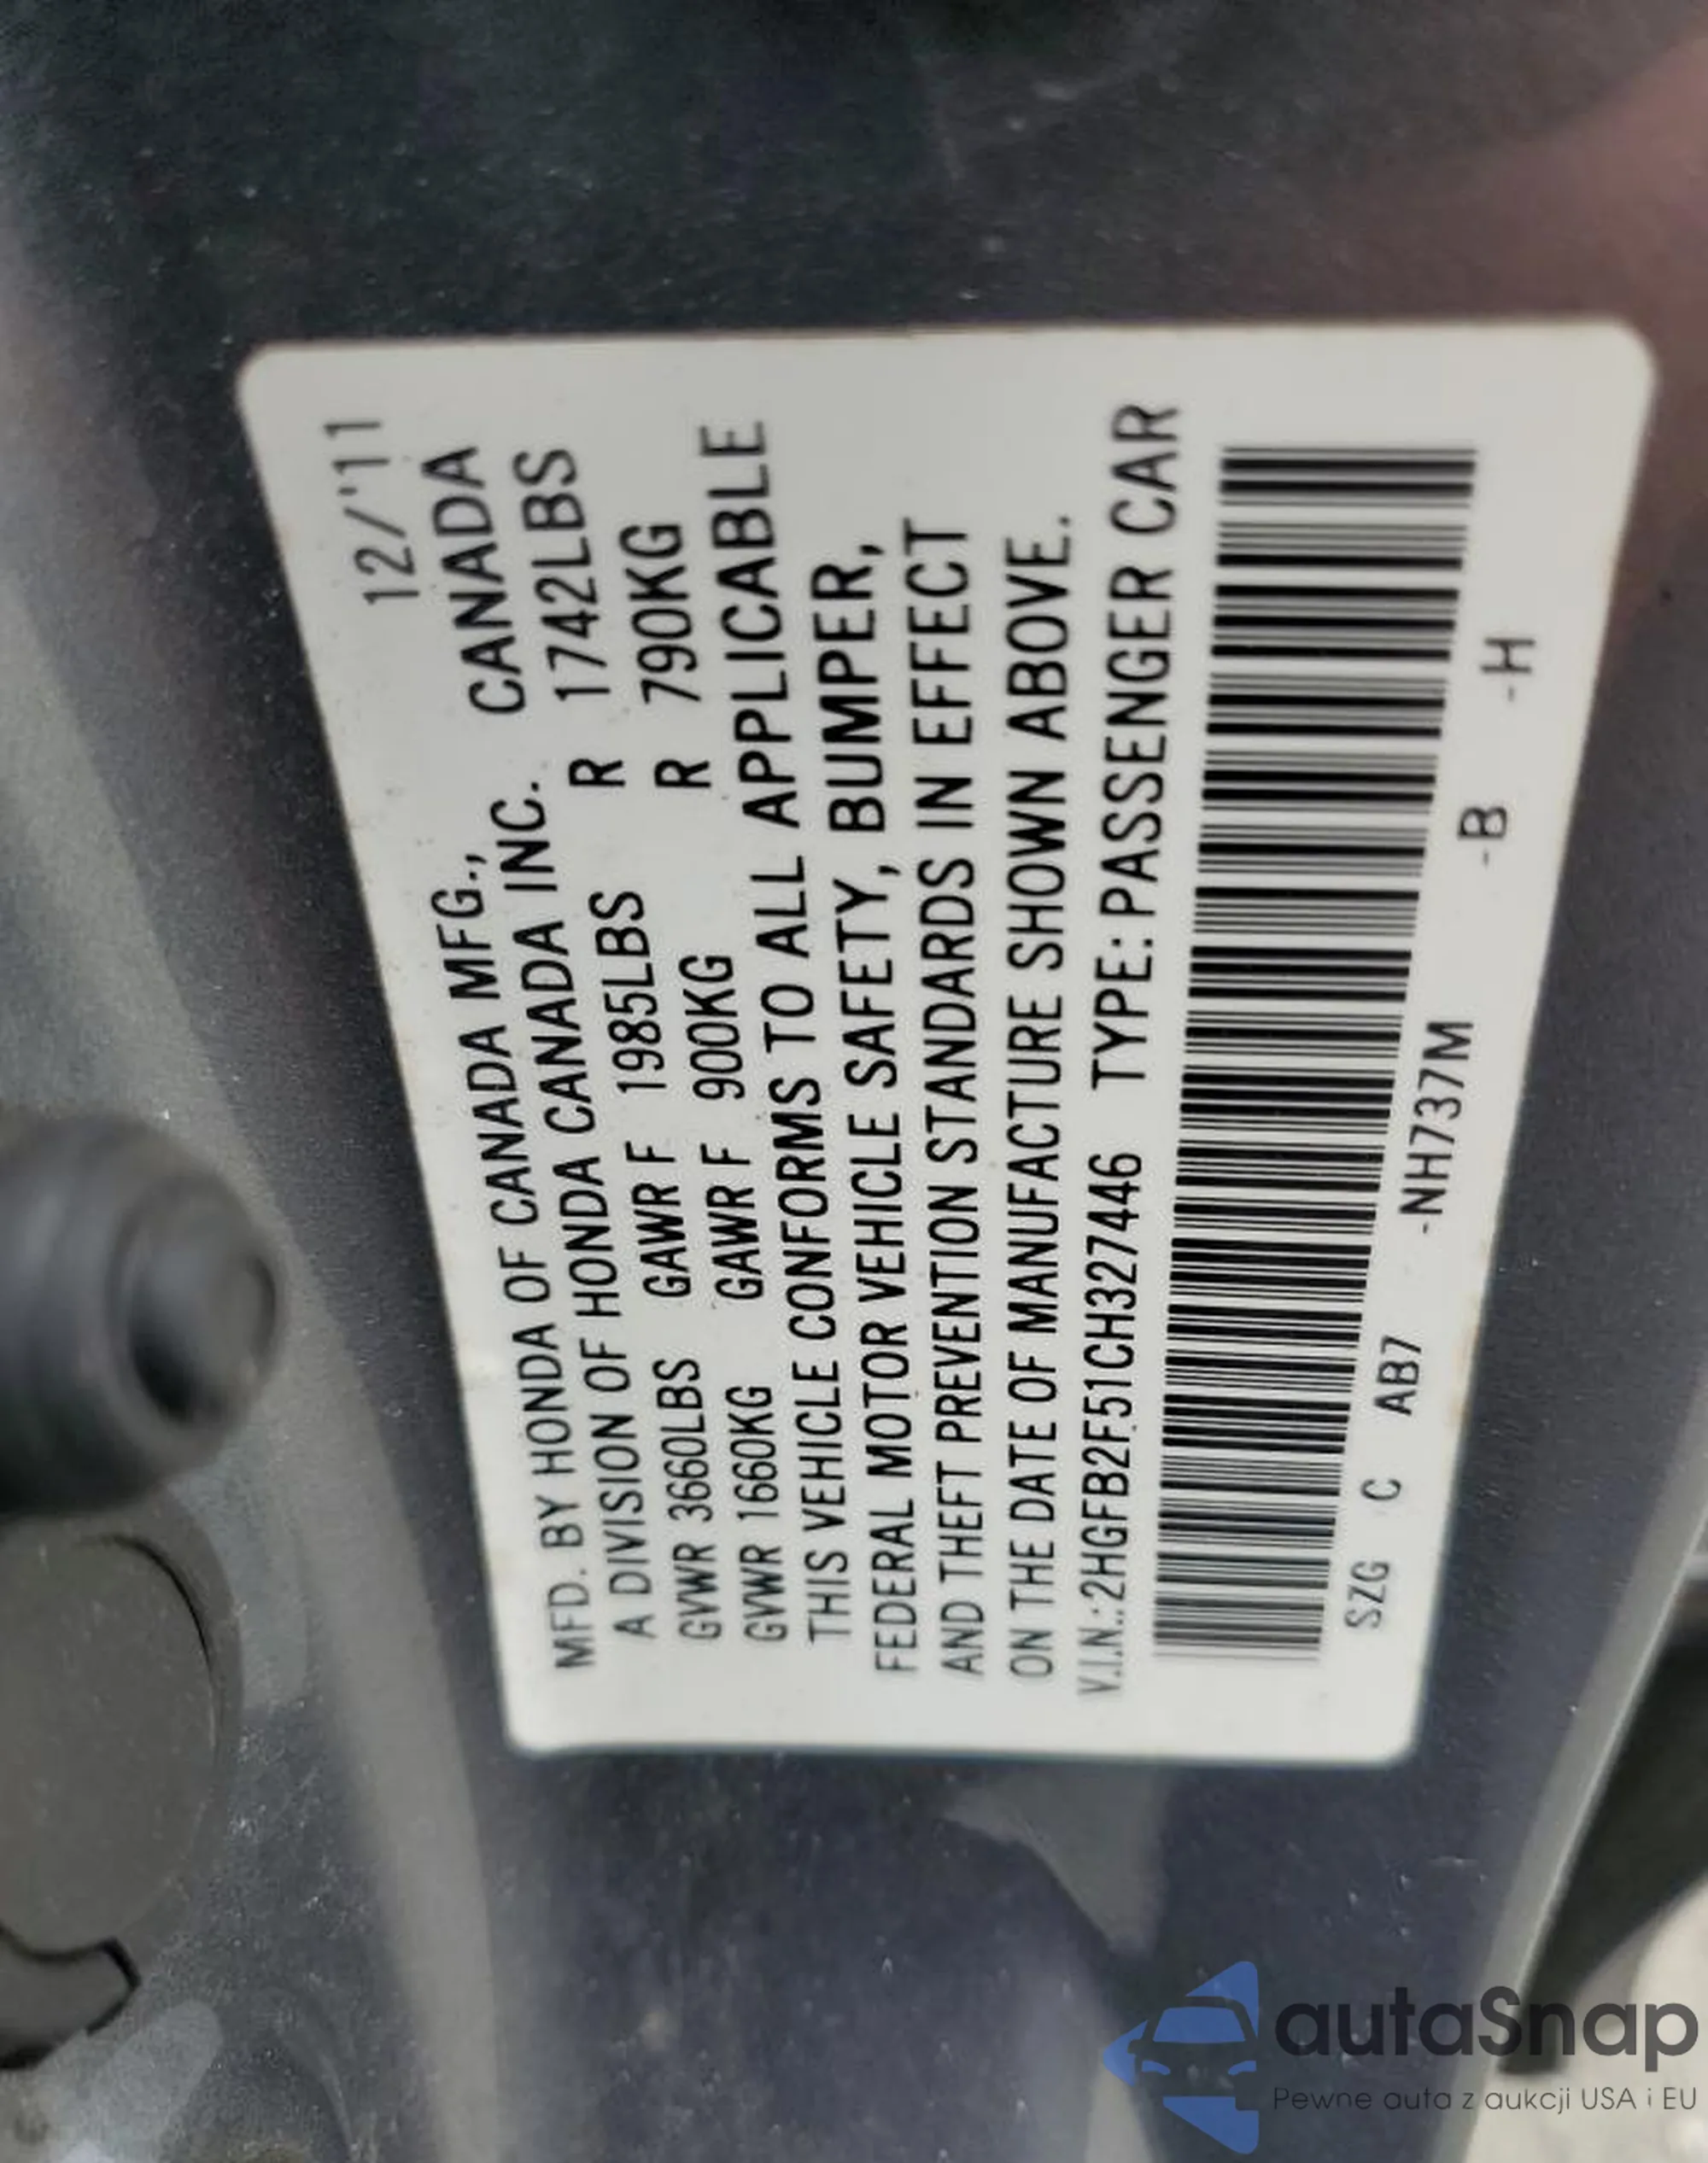 12/'11
MFD. BY HONDA OF CANADA MFG., CANADA
A DIVISION OF HONDA CANADA INC.
GVWR 3660LBS GAWR F 1985LBS R 1742LBS
GVWR 1660KG GAWR F 900KG R 790KG
THIS VEHICLE CONFORMS TO ALL APPLICABLE
FEDERAL MOTOR VEHICLE SAFETY, BUMPER,
AND THEFT PREVENTION STANDARDS IN EFFECT
ON THE DATE OF MANUFACTURE SHOWN ABOVE.
V.I.N.:2HGFB2F51CH327446 TYPE: PASSENGER CAR
SZG C AB7 -NH737M -B -H
autaSnap
Pewne auta z aukcji USA i EU